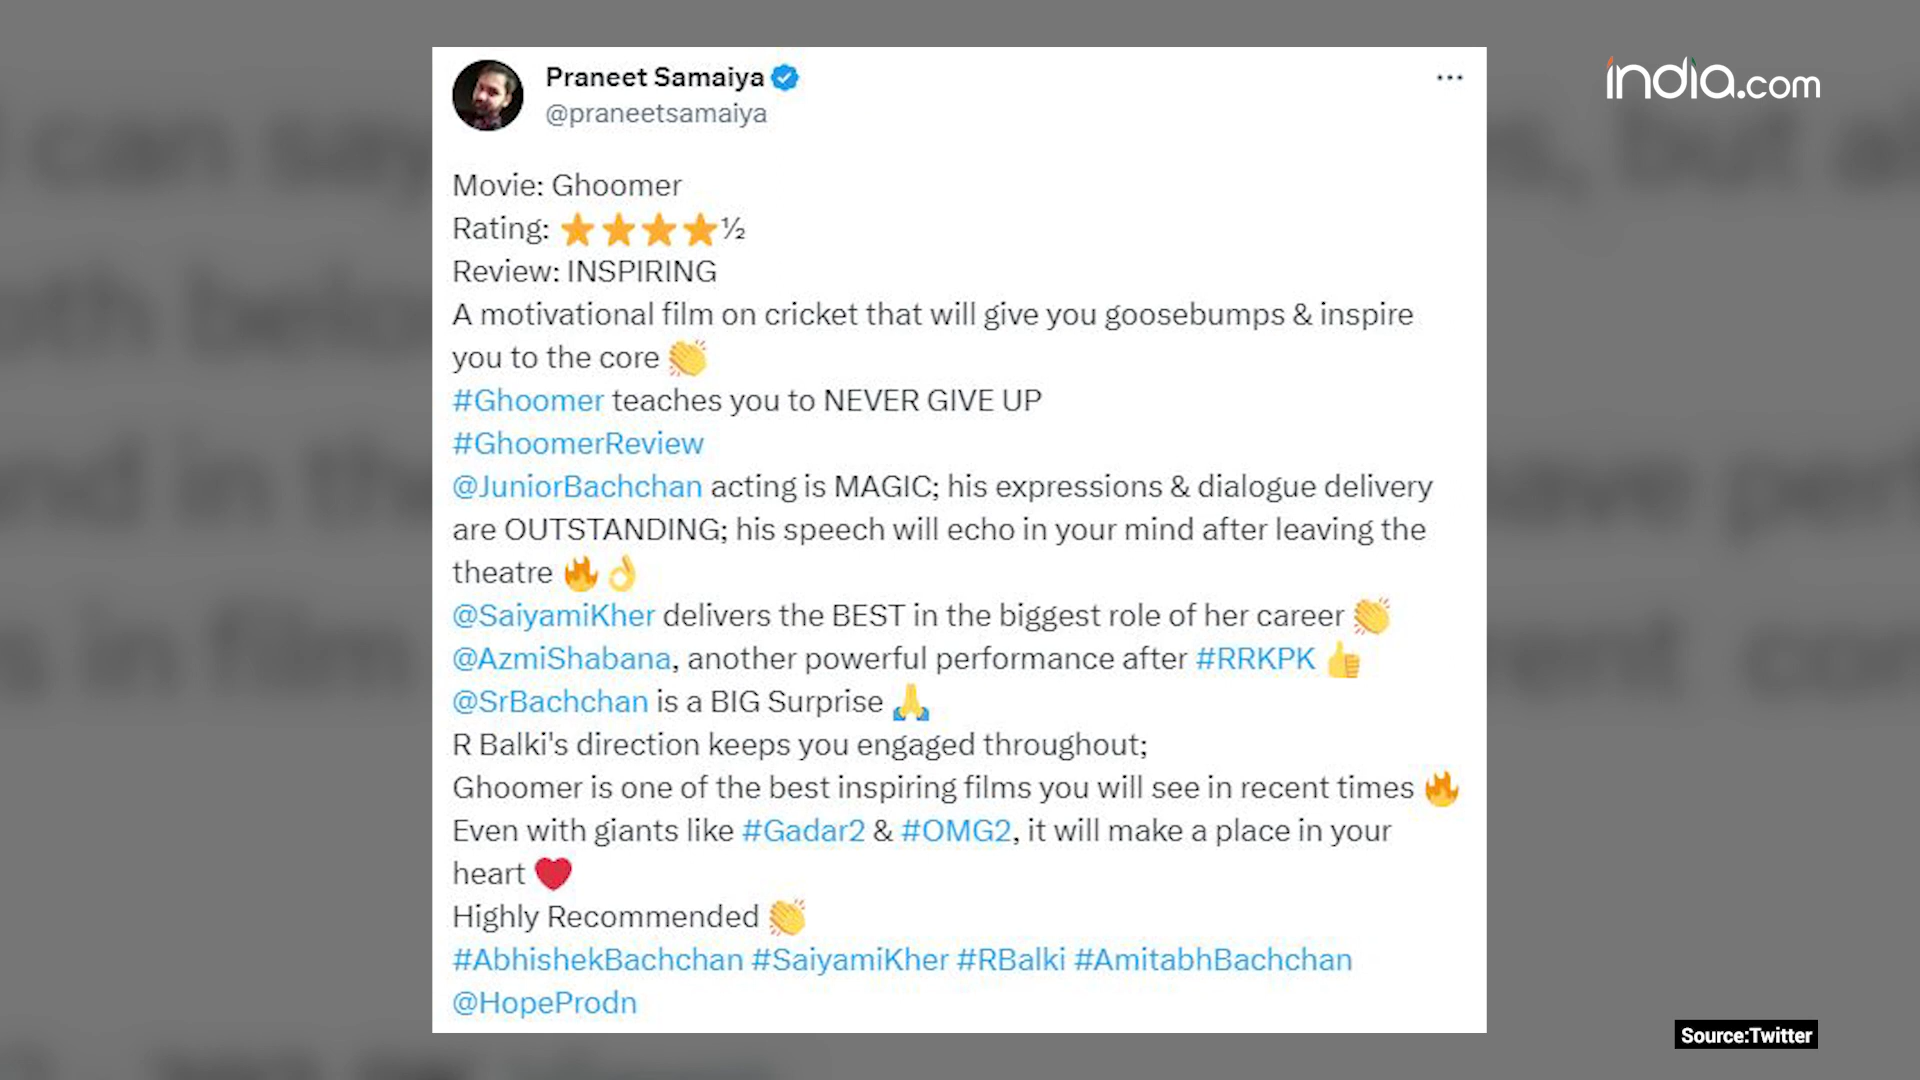 Praneet Samaiya
@praneetsamaiya
india.com
Movie: Ghoomer
Rating: ⭐⭐⭐⭐½
Review: INSPIRING
A motivational film on cricket that will give you goosebumps & inspire
you to the core 👏
#Ghoomer teaches you to NEVER GIVE UP
#GhoomerReview
@JuniorBachchan acting is MAGIC; his expressions & dialogue delivery
are OUTSTANDING; his speech will echo in your mind after leaving the
theatre 🔥👌
@SaiyamiKher delivers the BEST in the biggest role of her career 👏
@AzmiShabana, another powerful performance after #RRKPK 👍
@SrBachchan is a BIG Surprise 🙏
R Balki's direction keeps you engaged throughout;
Ghoomer is one of the best inspiring films you will see in recent times 🔥
Even with giants like #Gadar2 & #OMG2, it will make a place in your
heart ❤️
Highly Recommended 👏
#AbhishekBachchan #SaiyamiKher #RBalki #AmitabhBachchan
@HopeProdn
Source:Twitter